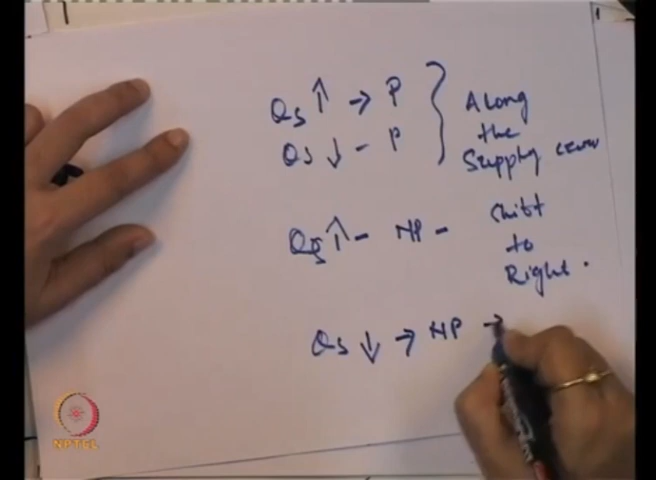 Qs ↑ → P } Along
Qs ↓ - P the
Supply curve
Qs ↑ - NP - Shift
to
Right.
Qs ↓ → NP →
NPTEL